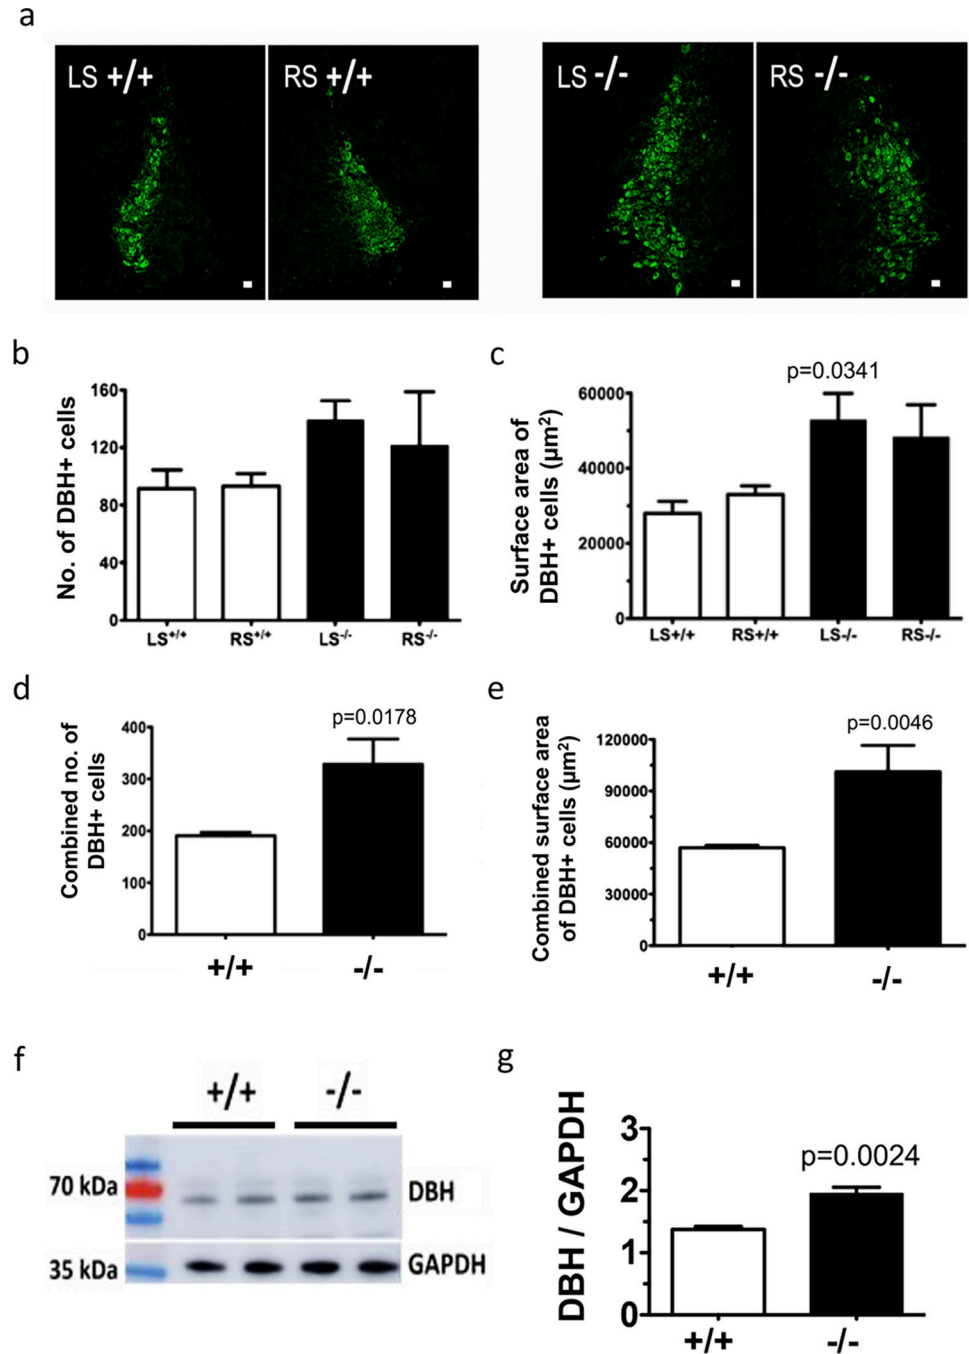 a
LS +/+
RS +/+
LS -/-
RS -/-
b
No. of DBH+ cells
160
120
80
40
0
LS+/+
RS+/+
LS-/-
RS-/-
c
p=0.0341
Surface area of
DBH+ cells (µm²)
60000
40000
20000
0
LS+/+
RS+/+
LS-/-
RS-/-
d
p=0.0178
Combined no. of
DBH+ cells
400
300
200
100
0
+/+
-/-
e
p=0.0046
Combined surface area
of DBH+ cells (µm²)
120000
90000
60000
30000
0
+/+
-/-
f
+/+
-/-
70 kDa
DBH
35 kDa
GAPDH
g
p=0.0024
DBH / GAPDH
3
2
1
0
+/+
-/-